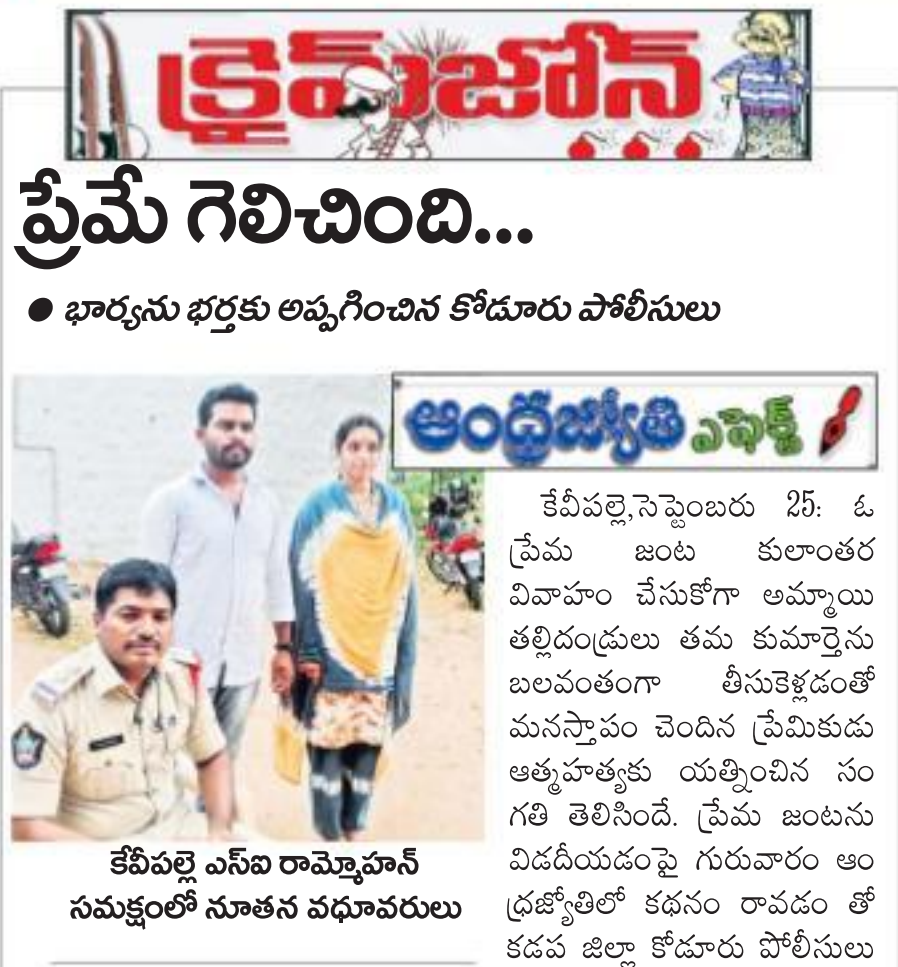 క్రైమ్‌జోన్
ప్రేమే గెలిచింది...
● భార్యను భర్తకు అప్పగించిన కోడూరు పోలీసులు
ఆంధ్రజ్యోతి ఎఫెక్ట్
కేవీపల్లె ఎస్ఐ రామ్మోహన్
సమక్షంలో నూతన వధూవరులు
కేవీపల్లె,సెప్టెంబరు 25: ఓ
ప్రేమ జంట కులాంతర
వివాహం చేసుకోగా అమ్మాయి
తల్లిదండ్రులు తమ కుమార్తెను
బలవంతంగా తీసుకెళ్లడంతో
మనస్తాపం చెందిన ప్రేమికుడు
ఆత్మహత్యకు యత్నించిన సం
గతి తెలిసిందే. ప్రేమ జంటను
విడదీయడంపై గురువారం ఆం
ధ్రజ్యోతిలో కథనం రావడం తో
కడప జిల్లా కోడూరు పోలీసులు